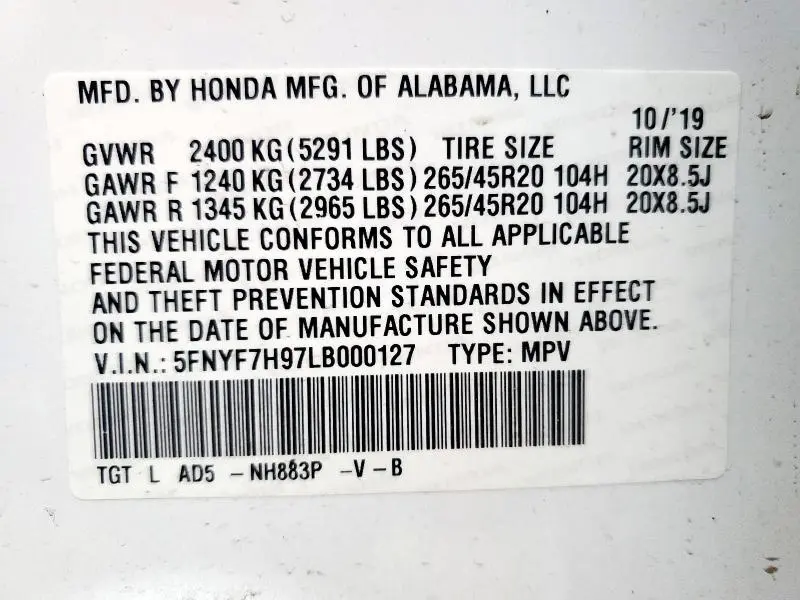 MFD. BY HONDA MFG. OF ALABAMA, LLC
10/'19
GVWR 2400 KG (5291 LBS) TIRE SIZE RIM SIZE
GAWR F 1240 KG (2734 LBS) 265/45R20 104H 20X8.5J
GAWR R 1345 KG (2965 LBS) 265/45R20 104H 20X8.5J
THIS VEHICLE CONFORMS TO ALL APPLICABLE
FEDERAL MOTOR VEHICLE SAFETY
AND THEFT PREVENTION STANDARDS IN EFFECT
ON THE DATE OF MANUFACTURE SHOWN ABOVE.
V.I.N.: 5FNYF7H97LB000127 TYPE: MPV
TGT L AD5 -NH883P -V-B